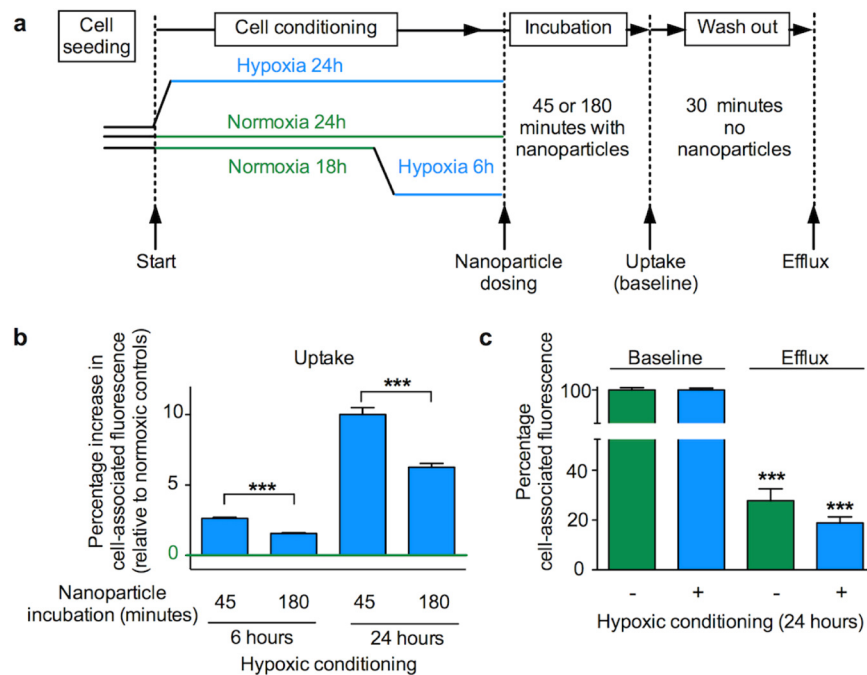 a
Cell
seeding
Cell conditioning
Incubation
Wash out
Hypoxia 24h
Normoxia 24h
Normoxia 18h
Hypoxia 6h
45 or 180
minutes with
nanoparticles
30 minutes
no
nanoparticles
Start
Nanoparticle
dosing
Uptake
(baseline)
Efflux
b
Uptake
Percentage increase in
cell-associated fluorescence
(relative to normoxic controls)
10
5
0
***
***
Nanoparticle
incubation (minutes)
45 180 45 180
6 hours 24 hours
Hypoxic conditioning
c
Baseline Efflux
Percentage
cell-associated fluorescence
100
40
20
0
***
***
- + - +
Hypoxic conditioning (24 hours)